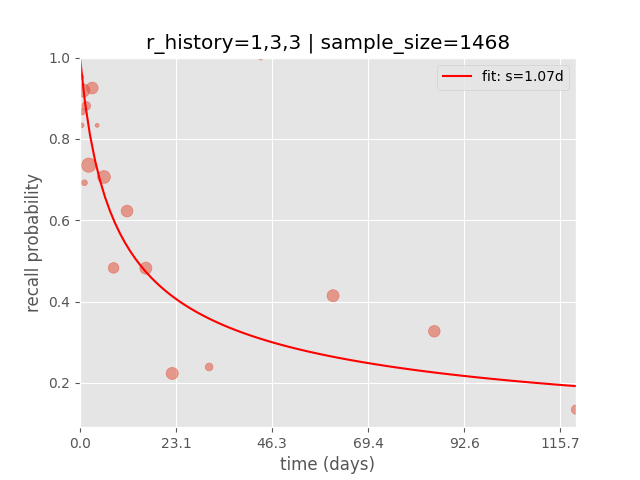 r_history=1,3,3 | sample_size=1468
fit: s=1.07d
1.0
0.8
0.6
0.4
0.2
recall probability
0.0 23.1 46.3 69.4 92.6 115.7
time (days)